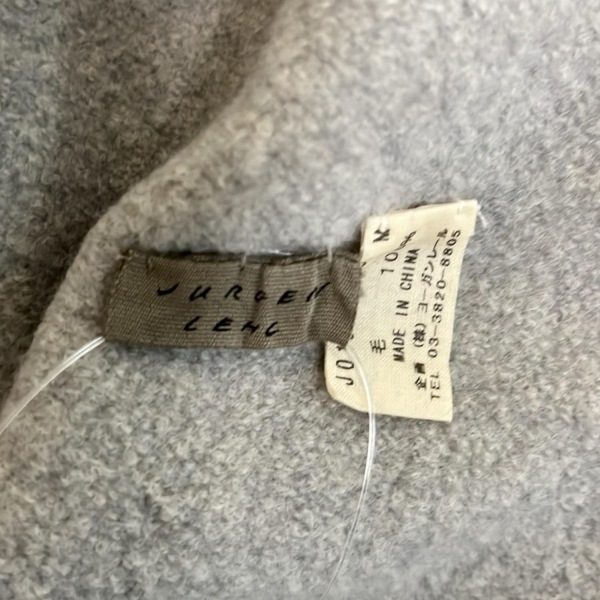 JURGEN
LEHL
M
毛
MADE IN CHINA
企画 (株) ヨーガンレール
TEL 03-3820-8805